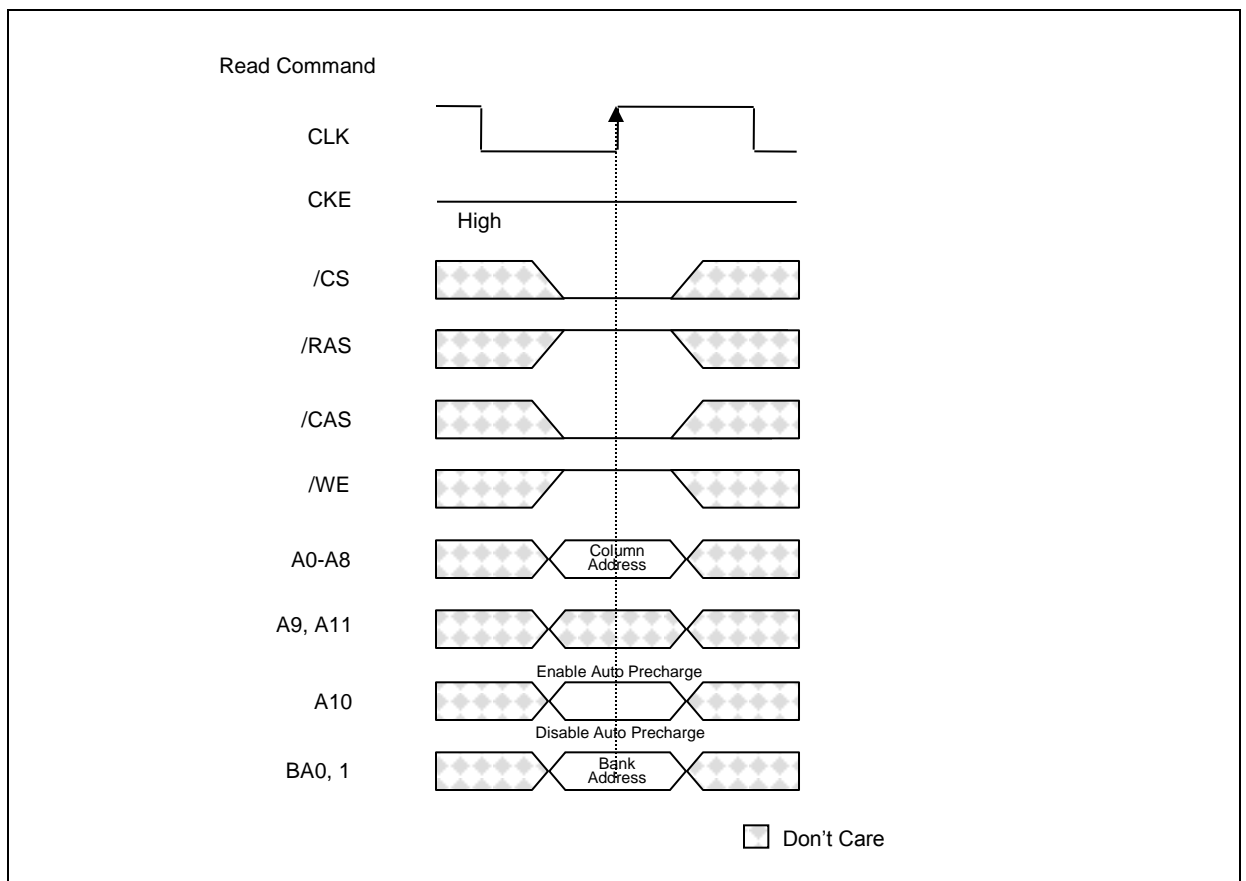 Read Command
CLK
CKE
High
/CS
/RAS
/CAS
/WE
A0-A8
Column
Address
A9, A11
Enable Auto Precharge
A10
Disable Auto Precharge
BA0, 1
Bank
Address
Don’t Care